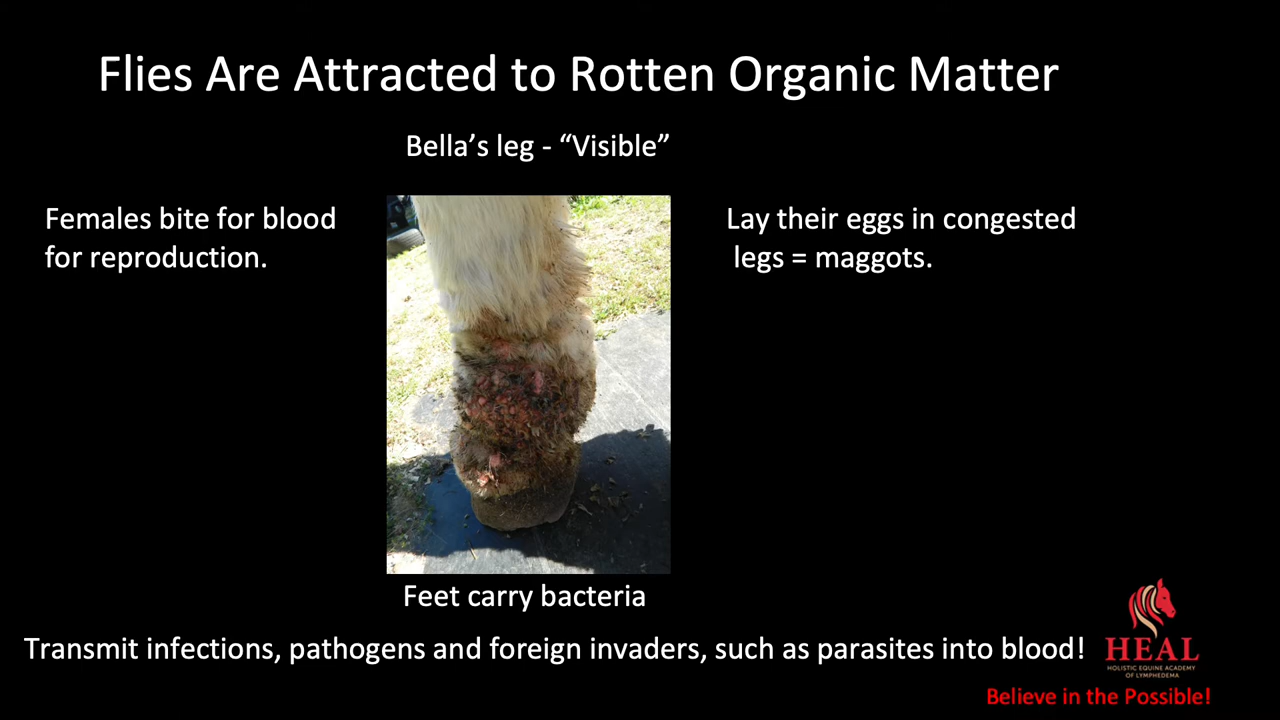 Flies Are Attracted to Rotten Organic Matter
Bella’s leg - “Visible”
Females bite for blood
for reproduction.
Lay their eggs in congested
legs = maggots.
Feet carry bacteria
Transmit infections, pathogens and foreign invaders, such as parasites into blood!
HEAL
HOLISTIC EQUINE ACADEMY
OF LYMPHEDEMA
Believe in the Possible!